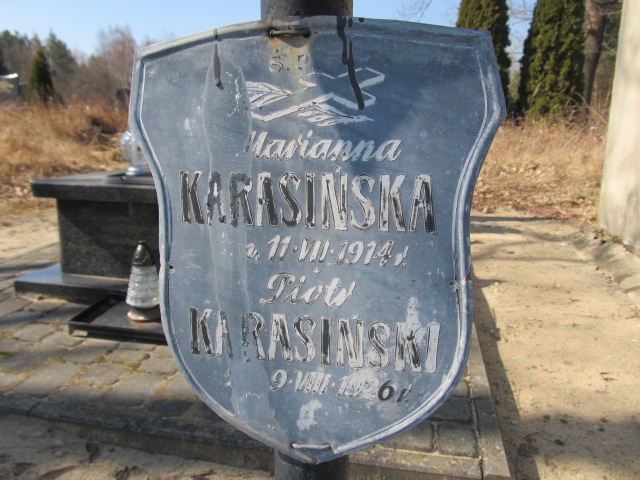 Ś. P.
Marianna
KARASIŃSKA
z. 11·VII·1914 r.
i
Piotr
KARASIŃSKI
9·VIII·1926 r.